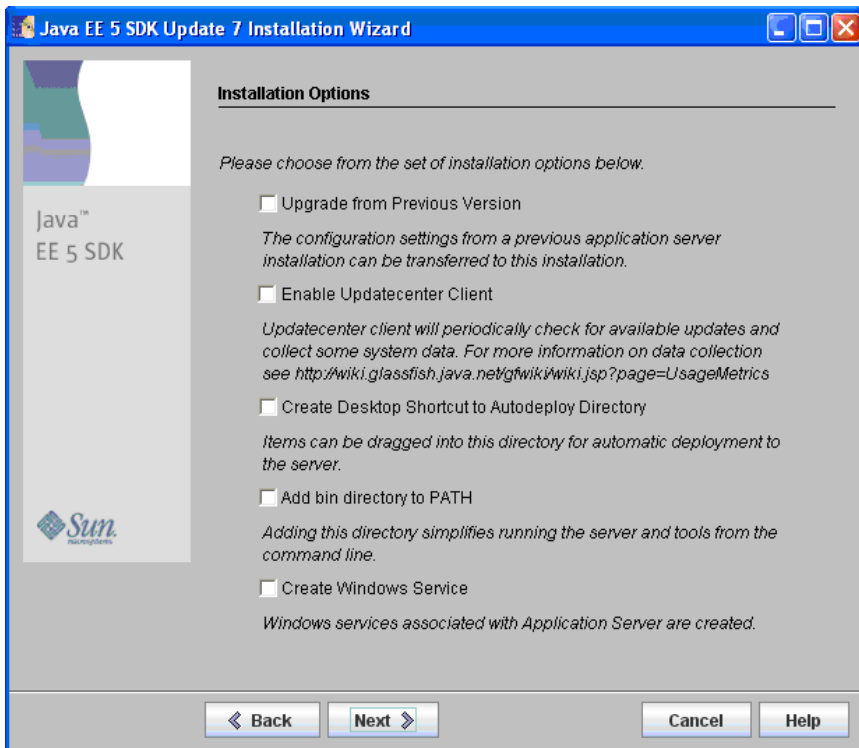 Java EE 5 SDK Update 7 Installation Wizard
Installation Options
Please choose from the set of installation options below.
Upgrade from Previous Version
The configuration settings from a previous application server
installation can be transferred to this installation.
Enable Updatecenter Client
Updatecenter client will periodically check for available updates and
collect some system data. For more information on data collection
see http://wiki.glassfish.java.net/gfwiki/wiki.jsp?page=UsageMetrics
Create Desktop Shortcut to Autodeploy Directory
Items can be dragged into this directory for automatic deployment to
the server.
Add bin directory to PATH
Adding this directory simplifies running the server and tools from the
command line.
Create Windows Service
Windows services associated with Application Server are created.
Java™
EE 5 SDK
Sun.
microsystems
Back
Next
Cancel
Help